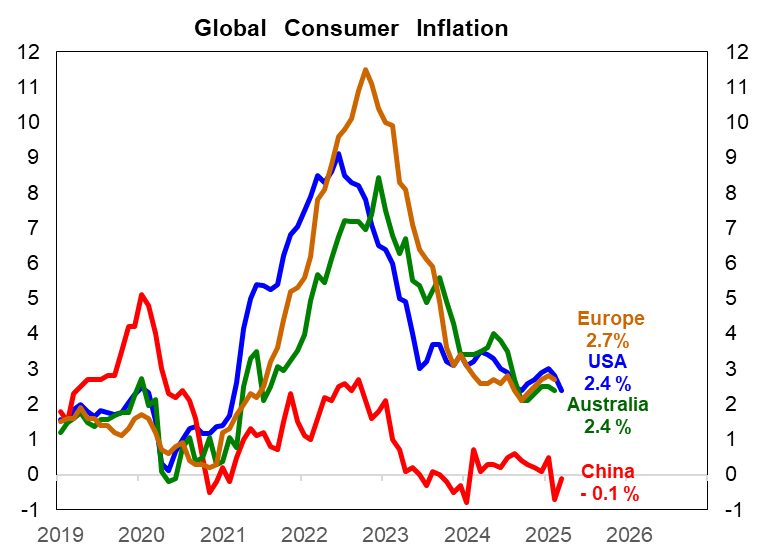 Global Consumer Inflation
12 12
11 11
10 10
9 9
8 8
7 7
6 6
5 5
4 4
Europe
2.7%
3 3
USA
2.4 %
2 2
Australia
2.4 %
1 1
China
0 0
- 0.1 %
-1 -1
2019 2020 2021 2022 2023 2024 2025 2026